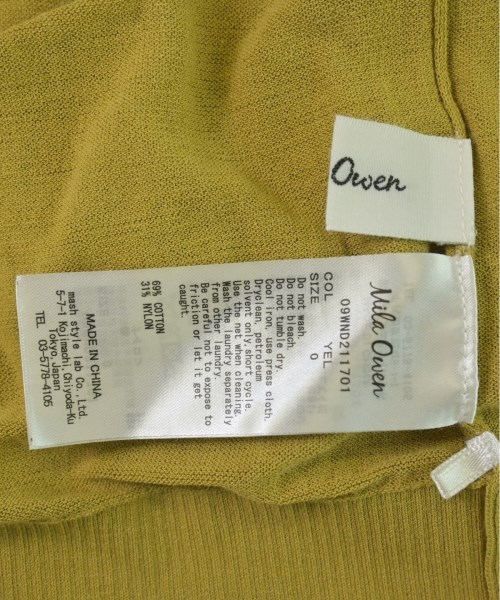 Owen
Mila Owen
09WND211701
COL YEL
SIZE 0
Do not wash.
Do not bleach.
Do not tumble dry.
Cool iron, use press cloth.
Dryclean, petroleum
solvent only,short cycle.
Use the net when cleaning
Wash the laundry separately
from other laundry.
Be careful not to expose to
friction or let it get
caught.
69% COTTON
31% NYLON
MADE IN CHINA
mash style lab Co.,Ltd.
5-7-1 Kojimachi,Chiyoda-Ku
Tokyo,Japan
TEL 03-5778-4105